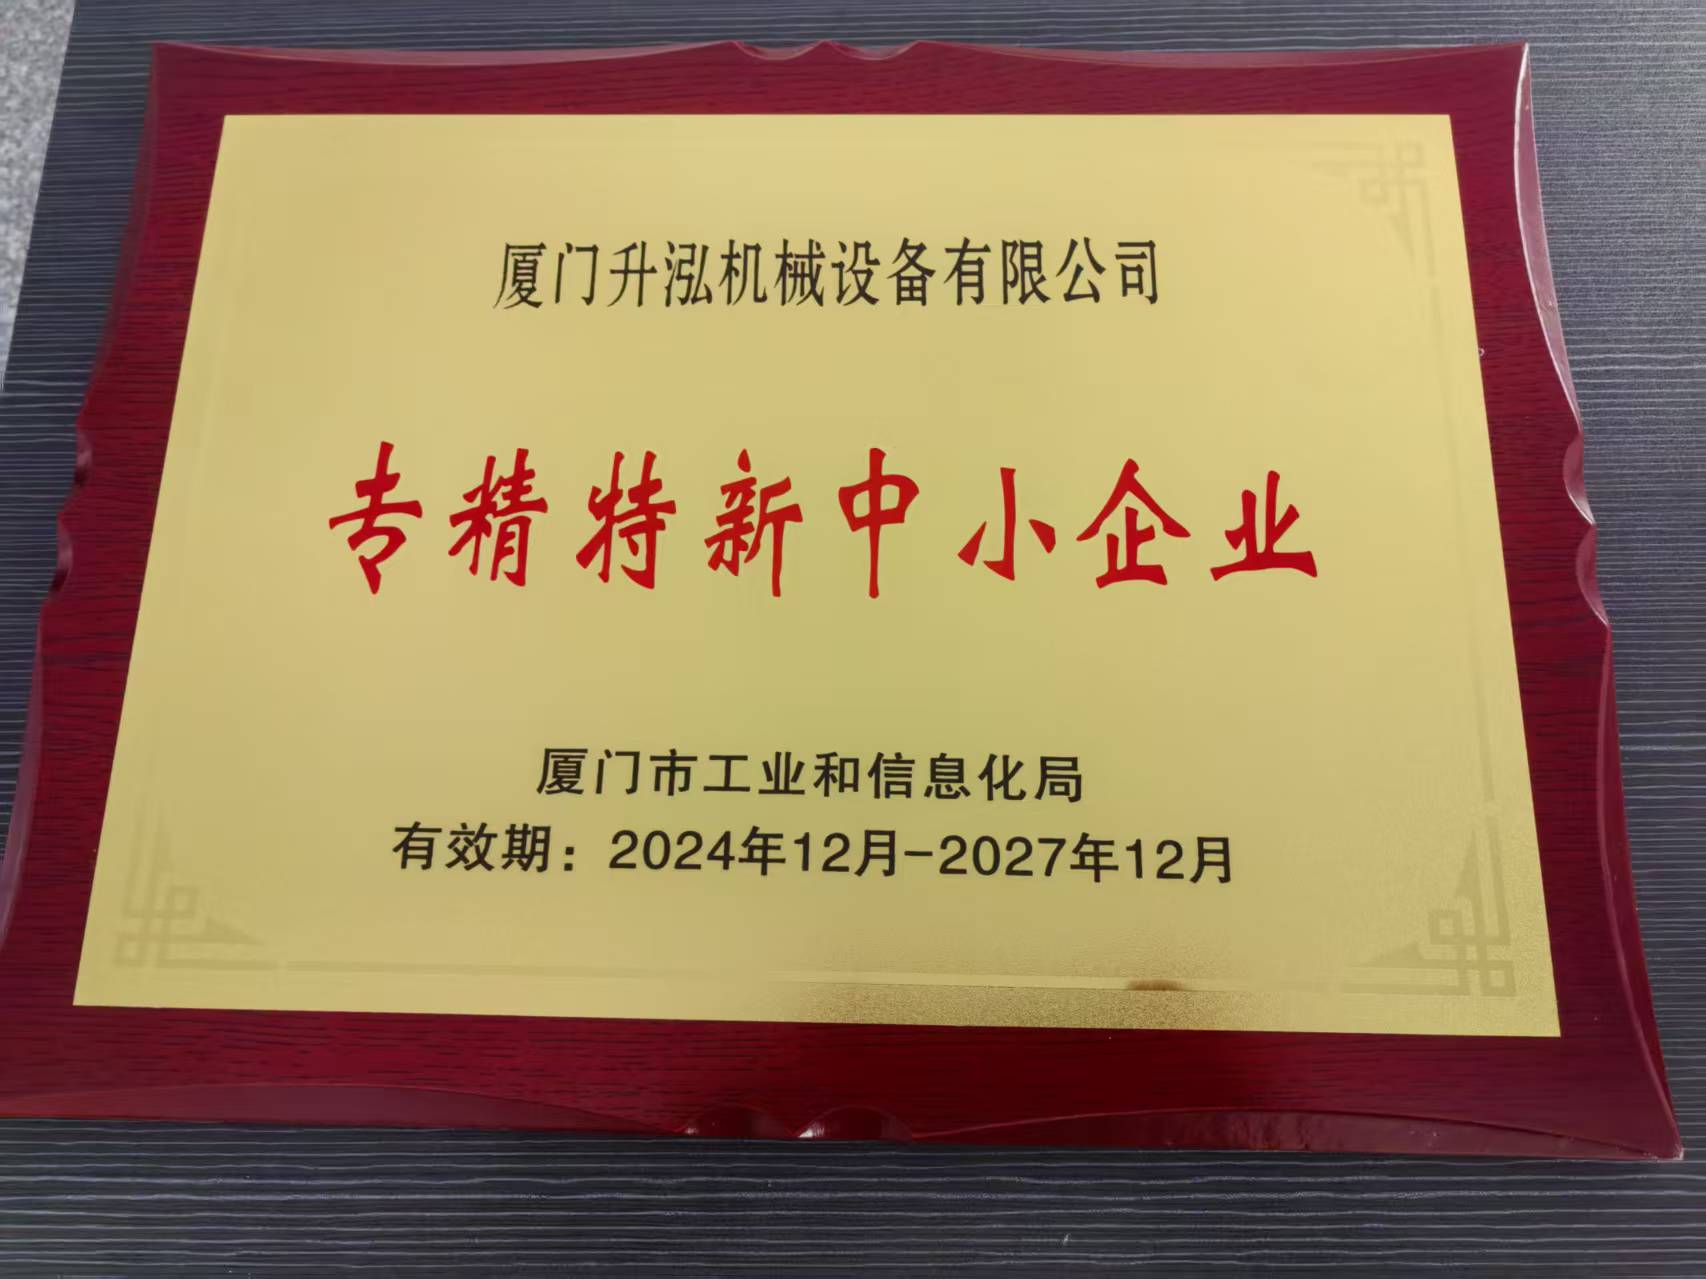 厦门升泓机械设备有限公司
专精特新中小企业
厦门市工业和信息化局
有效期：2024年12月-2027年12月